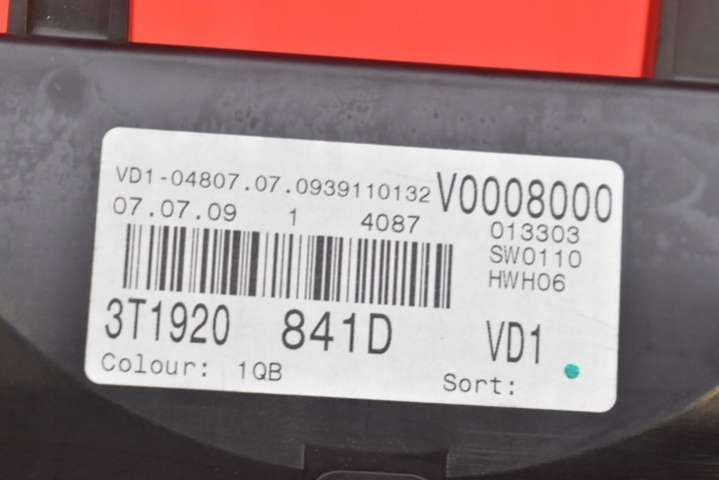 VD1-04807.07.0939110132 V0008000
07.07.09 1 4087 013303
SW0110
HWH06
3T1920 841D VD1
Colour: 1QB Sort: